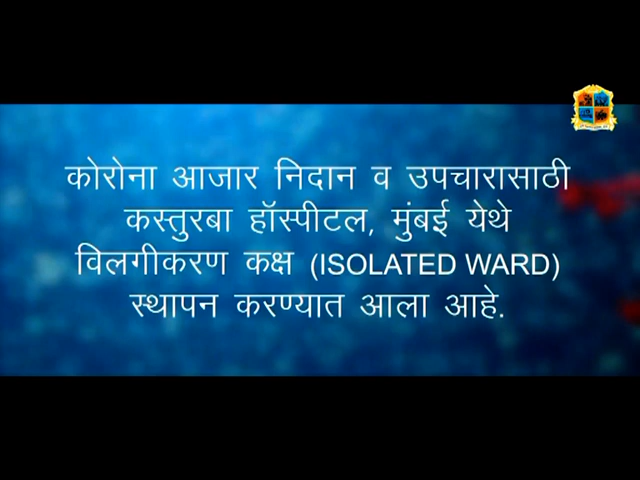 कोरोना आजार निदान व उपचारासाठी
कस्तुरबा हॉस्पीटल, मुंबई येथे
विलगीकरण कक्ष (ISOLATED WARD)
स्थापन करण्यात आला आहे.